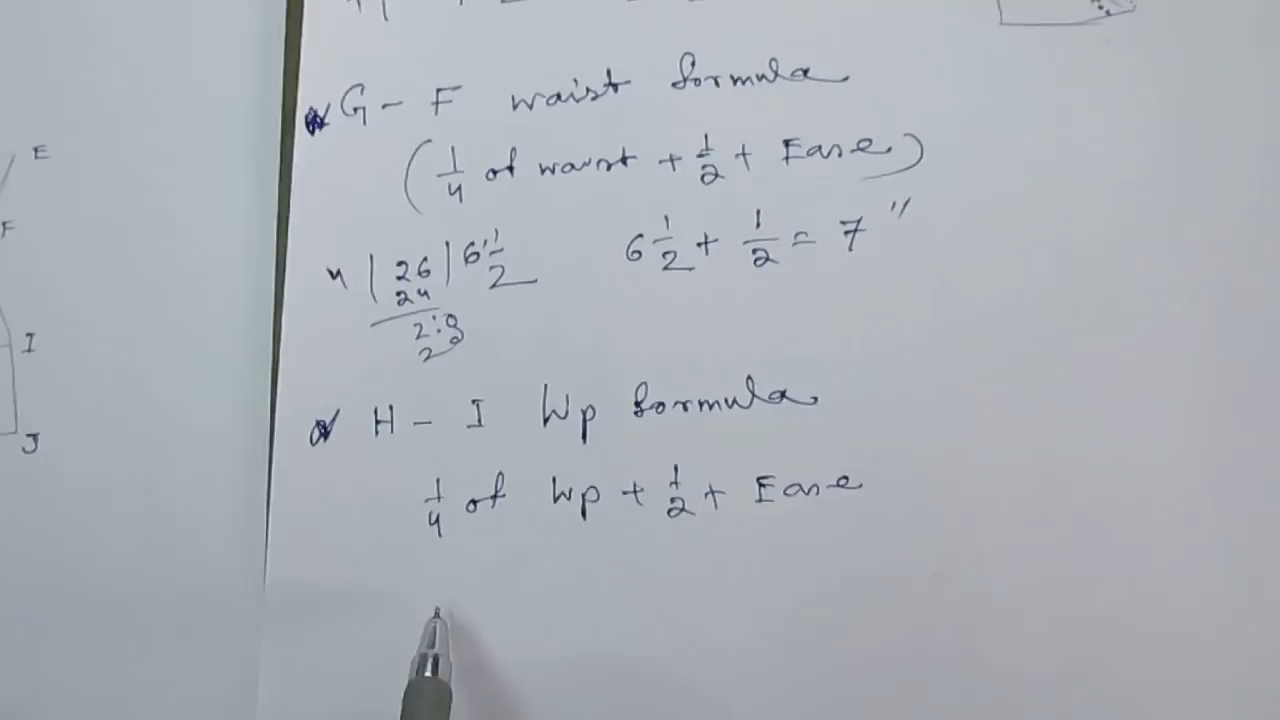 E
F
I
J
G - F waist formula
(1/4 of waist + 1/2 + Ease)
4 | 26 | 6 1/2
24
2
2
6 1/2 + 1/2 = 7"
H - I Wp formula
1/4 of Wp + 1/2 + Ease